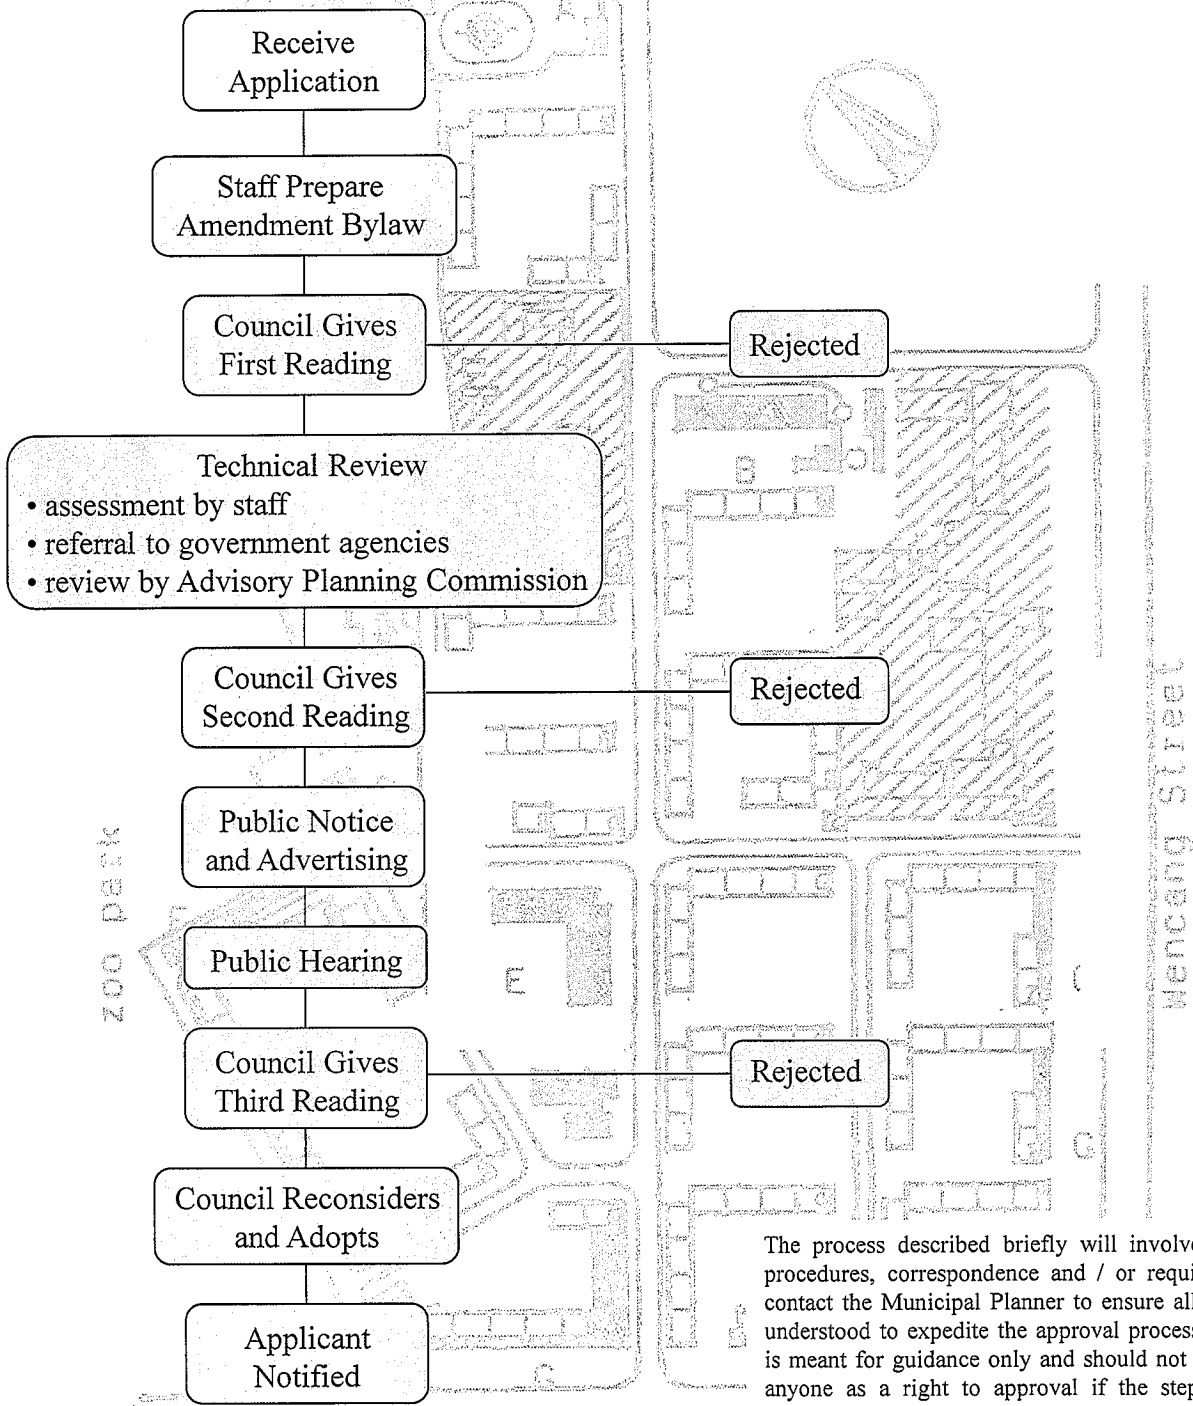 Receive
Application
Staff Prepare
Amendment Bylaw
Council Gives
First Reading
Rejected
Technical Review
• assessment by staff
• referral to government agencies
• review by Advisory Planning Commission
Council Gives
Second Reading
Rejected
Public Notice
and Advertising
Public Hearing
Council Gives
Third Reading
Rejected
Council Reconsiders
and Adopts
Applicant
Notified
The process described briefly will involve
procedures, correspondence and / or requi
contact the Municipal Planner to ensure all
understood to expedite the approval process
is meant for guidance only and should not
anyone as a right to approval if the step
zoo park
Wencang Street
A
B
C
E
G
G